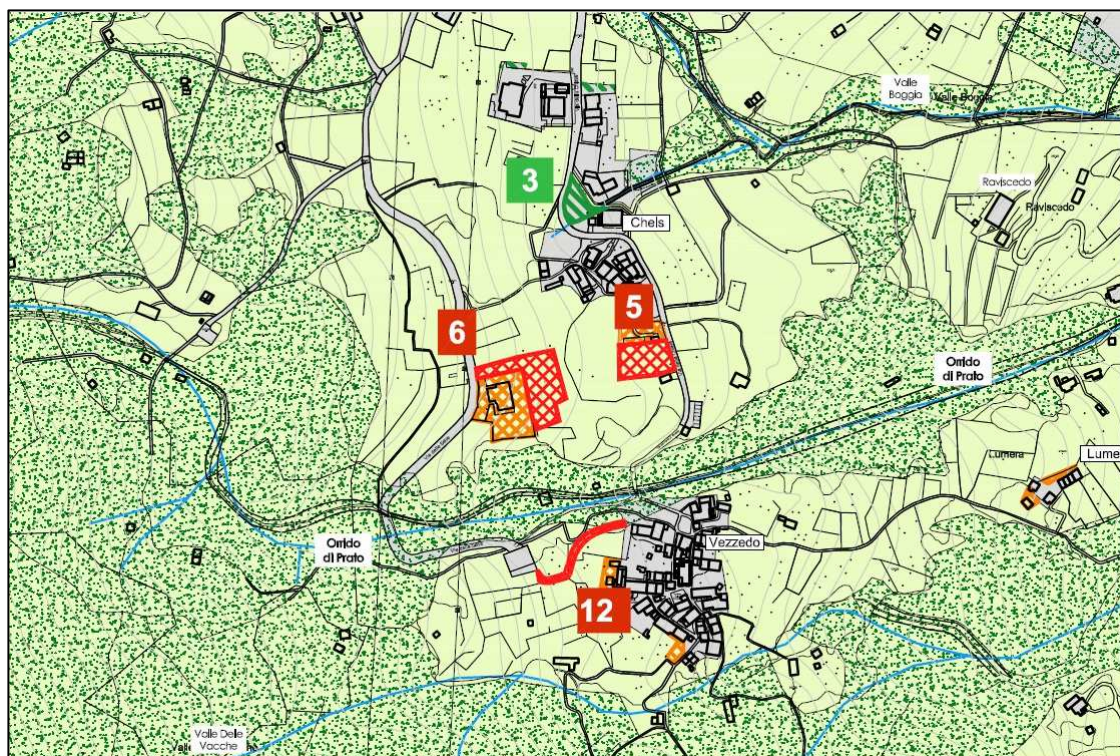 Valle
Boggia
Valle Boggia
3
Raviscedo
Raviscedo
Chels
5
6
Orrido
di Prato
Lumera
Lume
Vezzedo
Orrido
di Prato
12
Valle Delle
Vacche